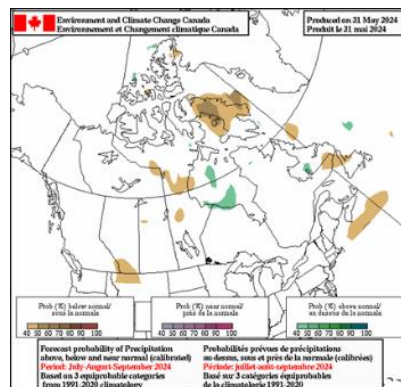 Environment and Climate Change Canada
Environnement et Changement climatique Canada
Produced on 31 May 2024
Produit le 31 mai 2024
Prob (%) below normal/
sous la normale
40 50 60 70 80 90 100
Prob (%) near normal/
près de la normale
40 50 60 70 80 90 100
Prob (%) above normal/
au dessus de la normale
40 50 60 70 80 90 100
Forecast probability of Precipitation
above, below and near normal (calibrated)
Period: July-August-September 2024
Based on 3 equiprobable categories
from 1991-2020 climatology
Probabilités prévues de précipitations
au-dessus, sous et près de la normale (calibrées)
Période: juillet-août-septembre 2024
Basé sur 3 catégories équiprobables
de la climatologie 1991-2020